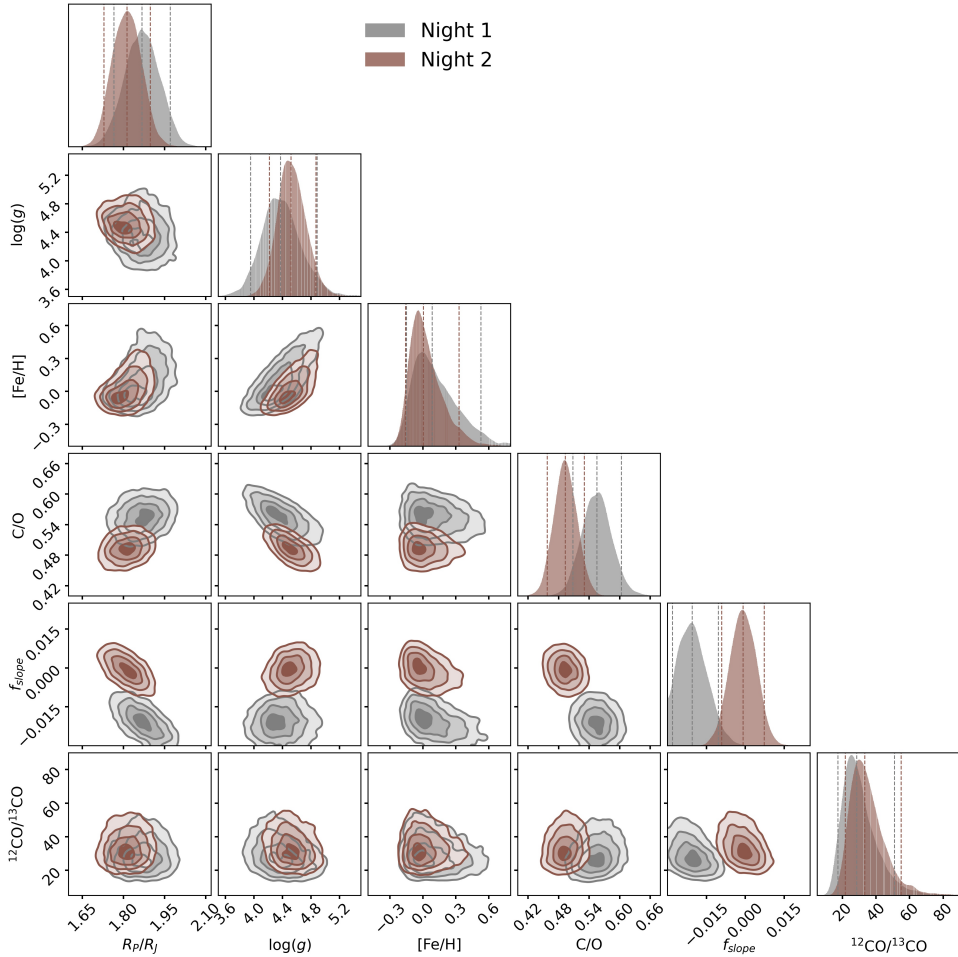 Night 1
Night 2
log(g)
5.2
4.8
4.4
4.0
3.6
[Fe/H]
0.6
0.3
0.0
−0.3
C/O
0.66
0.60
0.54
0.48
0.42
f_slope
0.015
0.000
−0.015
¹²CO/¹³CO
80
60
40
20
1.65 1.80 1.95 2.10 3.6 4.0 4.4 4.8 5.2 −0.3 0.0 0.3 0.6 0.42 0.48 0.54 0.60 0.66 −0.015 −0.000 0.015 20 40 60 80
R_P/R_J log(g) [Fe/H] C/O f_slope ¹²CO/¹³CO